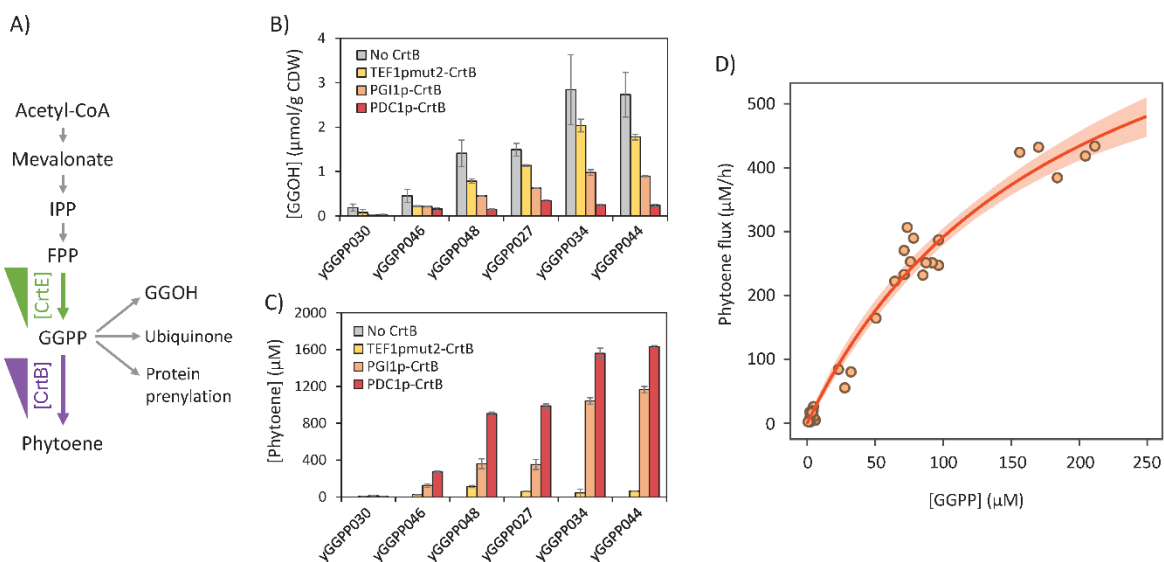 A)
Acetyl-CoA
Mevalonate
IPP
FPP
[CrtE]
GGPP
GGOH
Ubiquinone
Protein
prenylation
[CrtB]
Phytoene
B)
[GGOH] (µmol/g CDW)
4
3
2
1
0
No CrtB
TEF1pmut2-CrtB
PGI1p-CrtB
PDC1p-CrtB
yGGPP030
yGGPP046
yGGPP048
yGGPP027
yGGPP034
yGGPP044
C)
[Phytoene] (µM)
2000
1600
1200
800
400
0
No CrtB
TEF1pmut2-CrtB
PGI1p-CrtB
PDC1p-CrtB
yGGPP030
yGGPP046
yGGPP048
yGGPP027
yGGPP034
yGGPP044
D)
Phytoene flux (µM/h)
500
400
300
200
100
0
0
50
100
150
200
250
[GGPP] (µM)